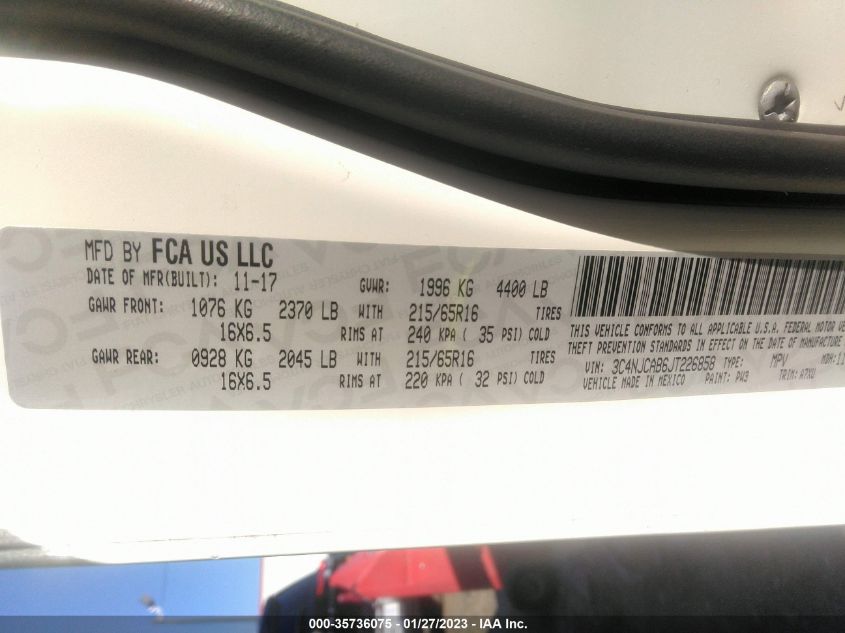 MFD BY FCA US LLC
DATE OF MFR(BUILT): 11-17 GVWR: 1996 KG 4400 LB
GAWR FRONT: 1076 KG 2370 LB WITH 215/65R16 TIRES
16X6.5 RIMS AT 240 KPA ( 35 PSI) COLD
GAWR REAR: 0928 KG 2045 LB WITH 215/65R16 TIRES
16X6.5 RIMS AT 220 KPA ( 32 PSI) COLD
THIS VEHICLE CONFORMS TO ALL APPLICABLE U.S.A. FEDERAL MOTOR
THEFT PREVENTION STANDARDS IN EFFECT ON THE DATE OF MANUFACTURE
VIN: 3C4NJCAB6JT226858 TYPE: MPV MDH:
VEHICLE MADE IN MEXICO PAINT: PW3 TRIM: A7XU
000-35736075 — 01/27/2023 — IAA Inc.